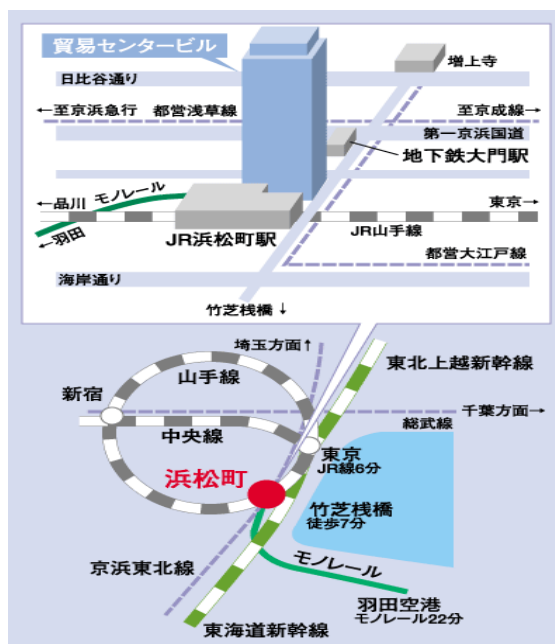 貿易センタービル
増上寺
日比谷通り
←至京浜急行 都営浅草線 至京成線→
第一京浜国道
地下鉄大門駅
←品川 モノレール 東京→
←羽田
JR浜松町駅 JR山手線
都営大江戸線
海岸通り
竹芝桟橋↓
埼玉方面↑
山手線 東北上越新幹線
新宿
千葉方面→
中央線 総武線
東京
JR線6分
浜松町
竹芝桟橋
徒歩7分
京浜東北線 モノレール
羽田空港
モノレール22分
東海道新幹線